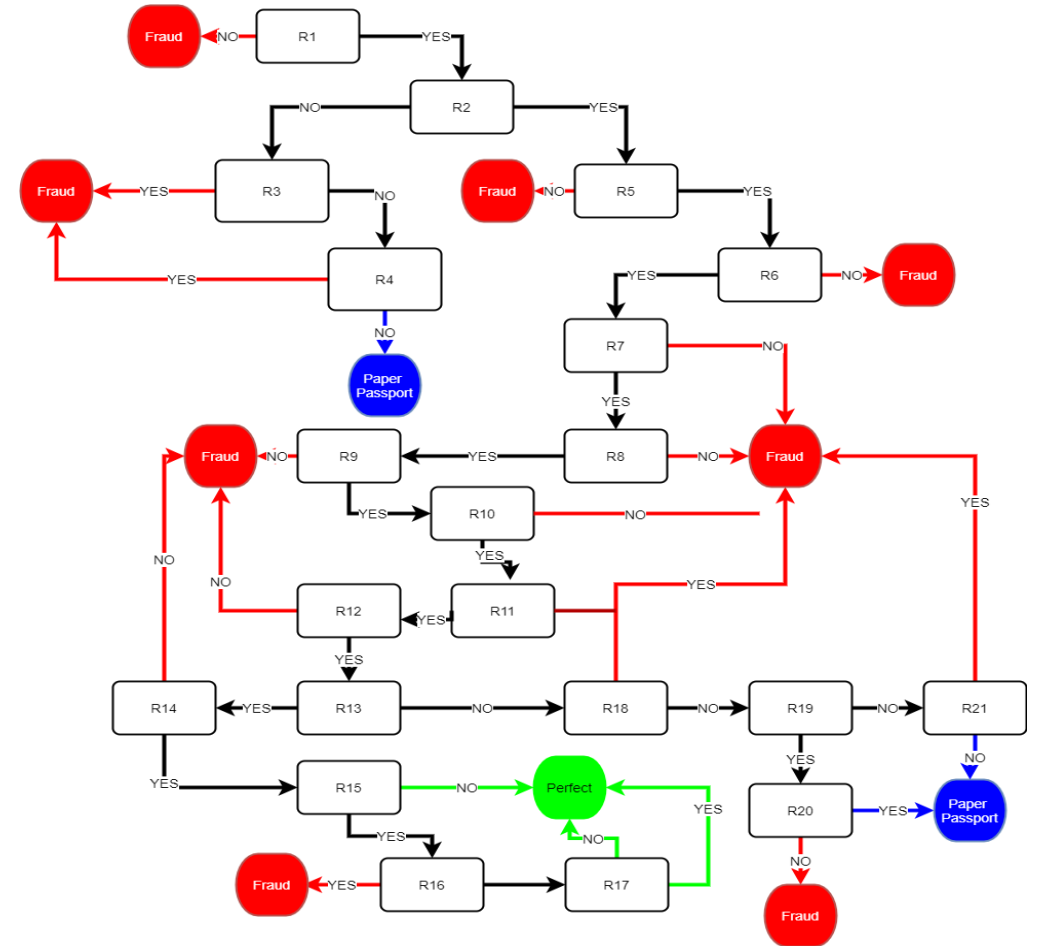 Fraud
NO
R1
YES
R2
NO
YES
Fraud
YES
R3
NO
Fraud
NO
R5
YES
YES
R4
YES
R6
NO
Fraud
NO
R7
NO
Paper
Passport
YES
Fraud
NO
R9
YES
R8
NO
Fraud
YES
R10
NO
YES
YES
NO
NO
R12
YES
R11
YES
YES
R14
YES
R13
NO
R18
NO
R19
NO
R21
YES
YES
NO
R15
NO
Perfect
YES
R20
YES
Paper
Passport
YES
NO
NO
Fraud
YES
R16
R17
Fraud